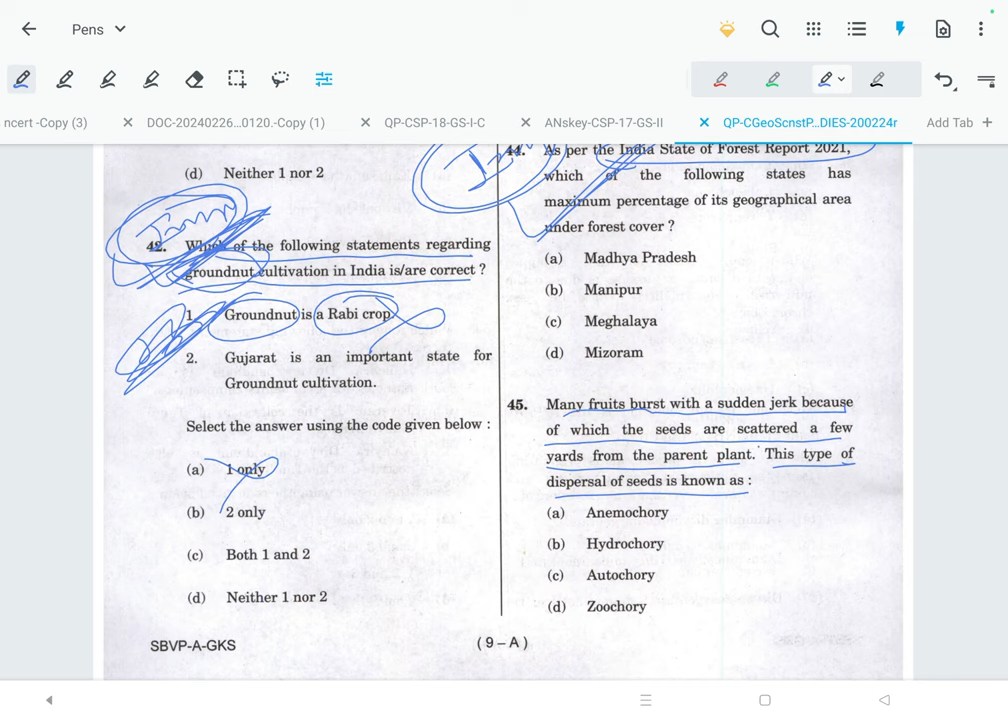 Pens
ncert -Copy (3)
DOC-20240226...0120.-Copy (1)
QP-CSP-18-GS-I-C
ANskey-CSP-17-GS-II
QP-CGeoScnstP...DIES-200224r
Add Tab +
(d) Neither 1 nor 2
Imp
42. Which of the following statements regarding
groundnut cultivation in India is/are correct ?
1. Groundnut is a Rabi crop.
2. Gujarat is an important state for
Groundnut cultivation.
Select the answer using the code given below :
(a) 1 only
(b) 2 only
(c) Both 1 and 2
(d) Neither 1 nor 2
44. As per the India State of Forest Report 2021,
which of the following states has
maximum percentage of its geographical area
under forest cover ?
(a) Madhya Pradesh
(b) Manipur
(c) Meghalaya
(d) Mizoram
45. Many fruits burst with a sudden jerk because
of which the seeds are scattered a few
yards from the parent plant. This type of
dispersal of seeds is known as :
(a) Anemochory
(b) Hydrochory
(c) Autochory
(d) Zoochory
SBVP-A-GKS
( 9 – A )